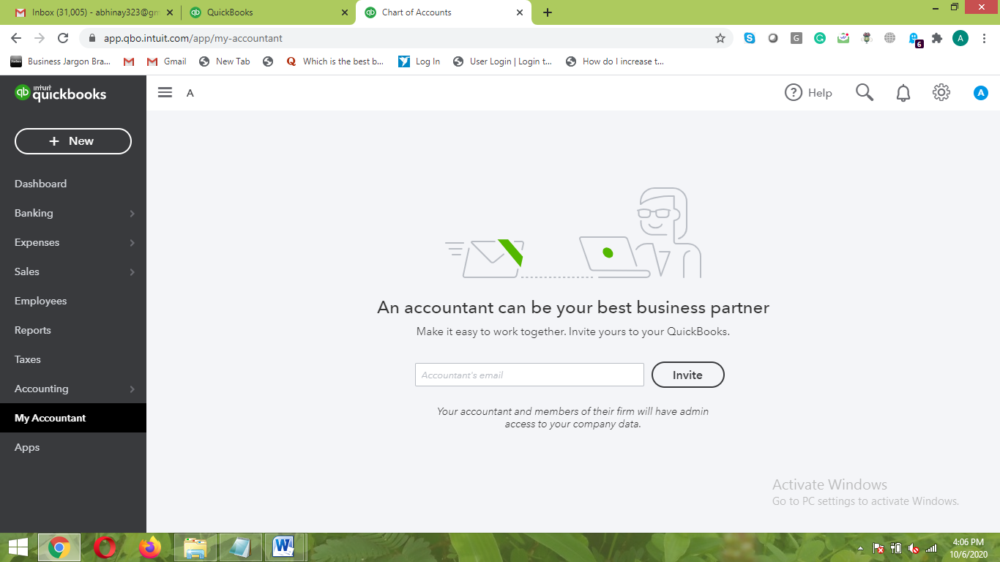 Inbox (31,005) - abhinay323@gm
QuickBooks
Chart of Accounts
app.qbo.intuit.com/app/my-accountant
6
A
Business Jargon Bra...
Gmail
New Tab
Which is the best b...
Log In
User Login | Login t...
How do I increase t...
intuit
quickbooks
A
Help
A
+ New
Dashboard
Banking
Expenses
Sales
Employees
Reports
Taxes
Accounting
My Accountant
Apps
An accountant can be your best business partner
Make it easy to work together. Invite yours to your QuickBooks.
Accountant's email
Invite
Your accountant and members of their firm will have admin
access to your company data.
Activate Windows
Go to PC settings to activate Windows.
4:06 PM
10/6/2020